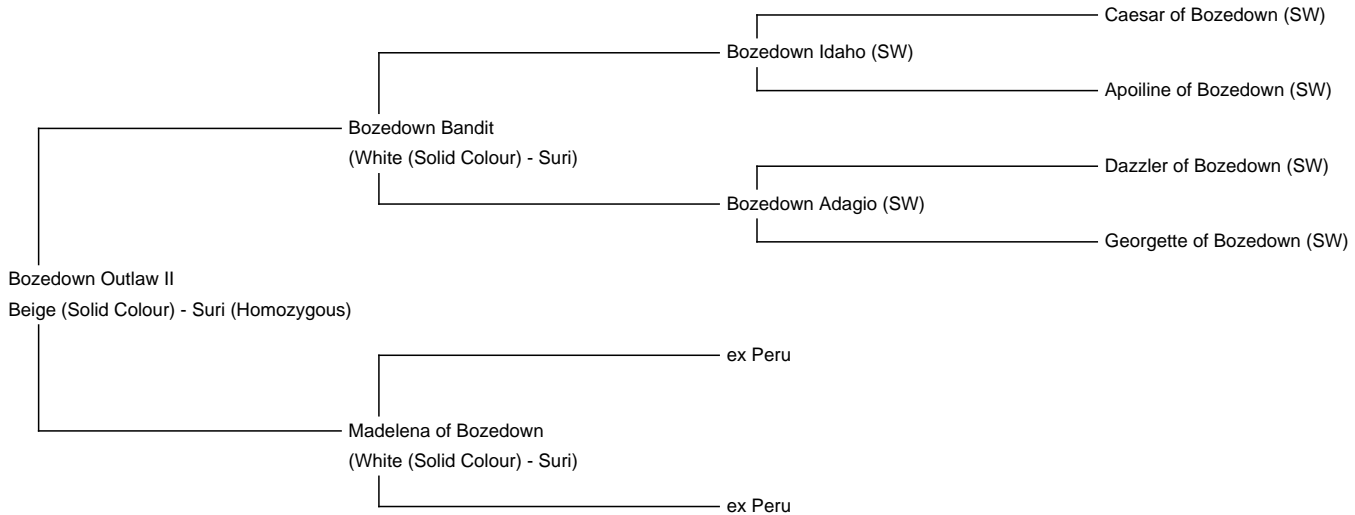 Caesar of Bozedown (SW)
Bozedown Idaho (SW)
Apoiline of Bozedown (SW)
Bozedown Bandit
(White (Solid Colour) - Suri)
Dazzler of Bozedown (SW)
Bozedown Adagio (SW)
Georgette of Bozedown (SW)
Bozedown Outlaw II
Beige (Solid Colour) - Suri (Homozygous)
ex Peru
Madelena of Bozedown
(White (Solid Colour) - Suri)
ex Peru